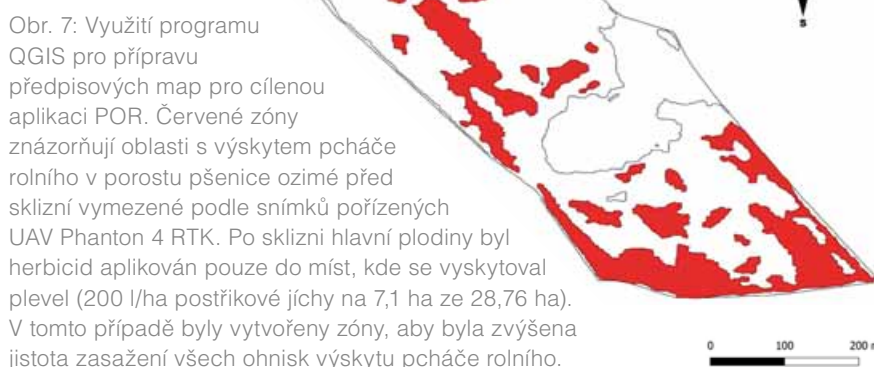 Obr. 7: Využití programu
QGIS pro přípravu
předpisových map pro cílenou
aplikaci POR. Červené zóny
znázorňují oblasti s výskytem pcháče
rolního v porostu pšenice ozimé před
sklizní vymezené podle snímků pořízených
UAV Phanton 4 RTK. Po sklizni hlavní plodiny byl
herbicid aplikován pouze do míst, kde se vyskytoval
plevel (200 l/ha postřikové jíchy na 7,1 ha ze 28,76 ha).
V tomto případě byly vytvořeny zóny, aby byla zvýšena
jistota zasažení všech ohnisk výskytu pcháče rolního.
S
0 100 200 m